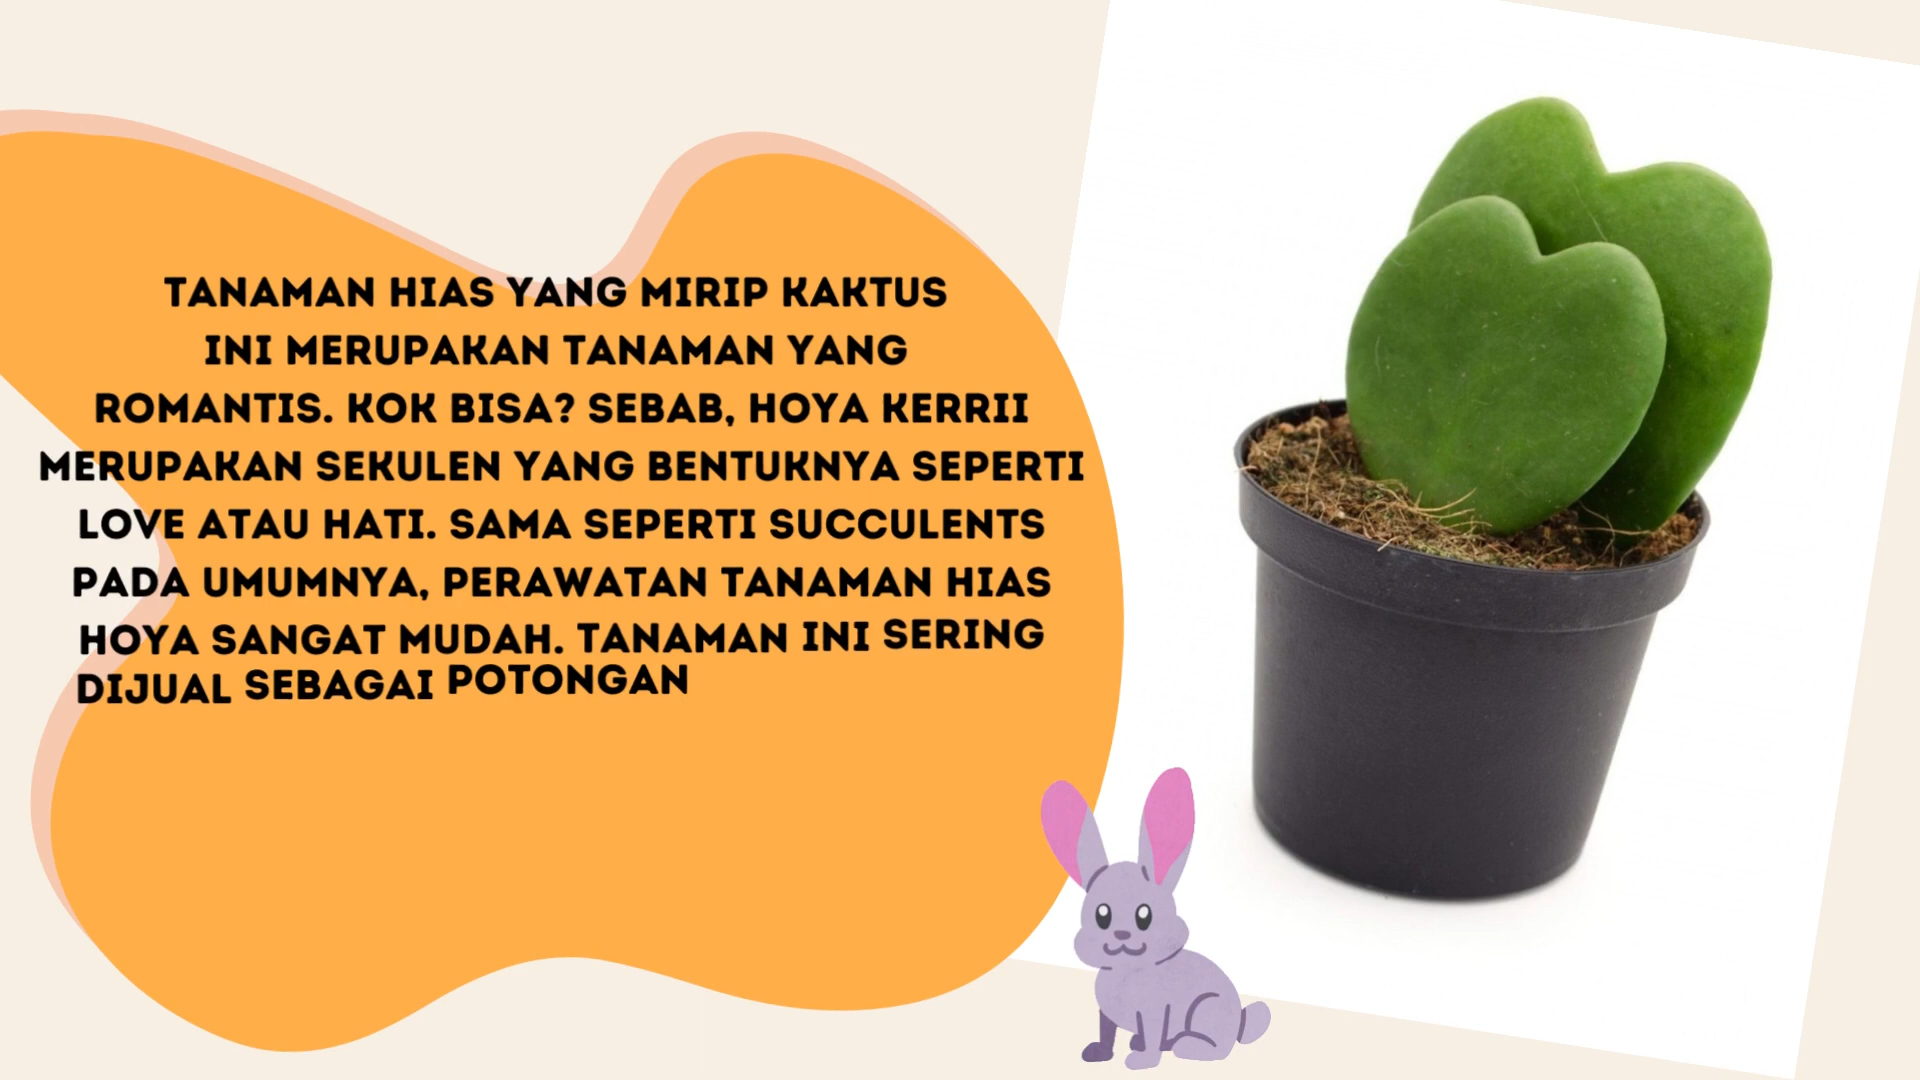 TANAMAN HIAS YANG MIRIP KAKTUS
INI MERUPAKAN TANAMAN YANG
ROMANTIS. KOK BISA? SEBAB, HOYA KERRII
MERUPAKAN SEKULEN YANG BENTUKNYA SEPERTI
LOVE ATAU HATI. SAMA SEPERTI SUCCULENTS
PADA UMUMNYA, PERAWATAN TANAMAN HIAS
HOYA SANGAT MUDAH. TANAMAN INI SERING
DIJUAL SEBAGAI POTONGAN